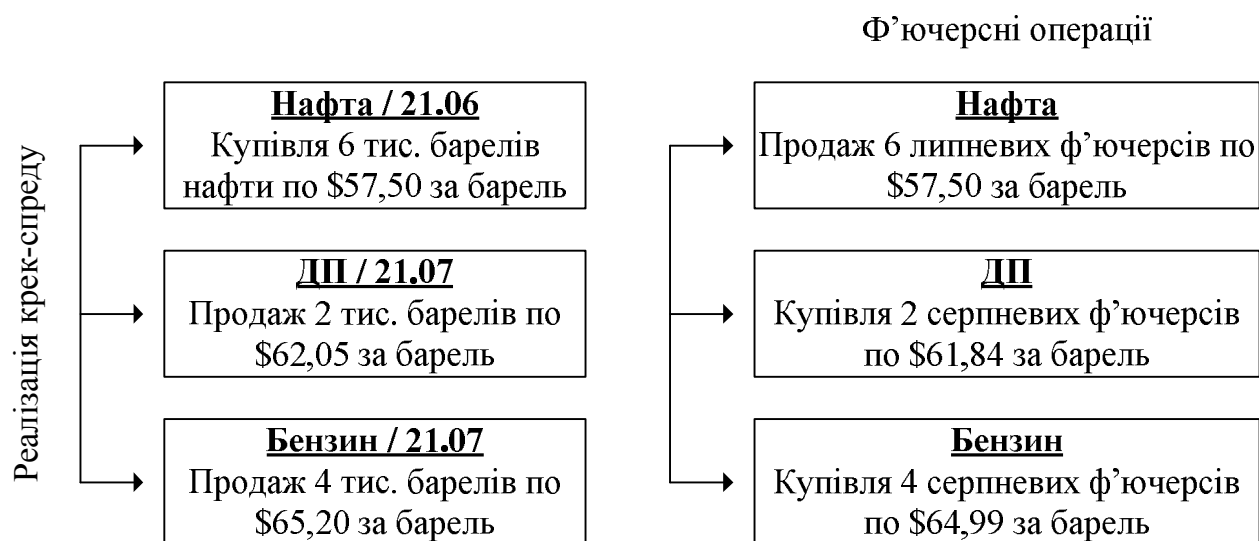 Ф’ючерсні операції
Реалізація крек-спреду
Нафта / 21.06
Купівля 6 тис. барелів
нафти по $57,50 за барель
ДП / 21.07
Продаж 2 тис. барелів по
$62,05 за барель
Бензин / 21.07
Продаж 4 тис. барелів по
$65,20 за барель
Нафта
Продаж 6 липневих ф’ючерсів по
$57,50 за барель
ДП
Купівля 2 серпневих ф’ючерсів
по $61,84 за барель
Бензин
Купівля 4 серпневих ф’ючерсів
по $64,99 за барель